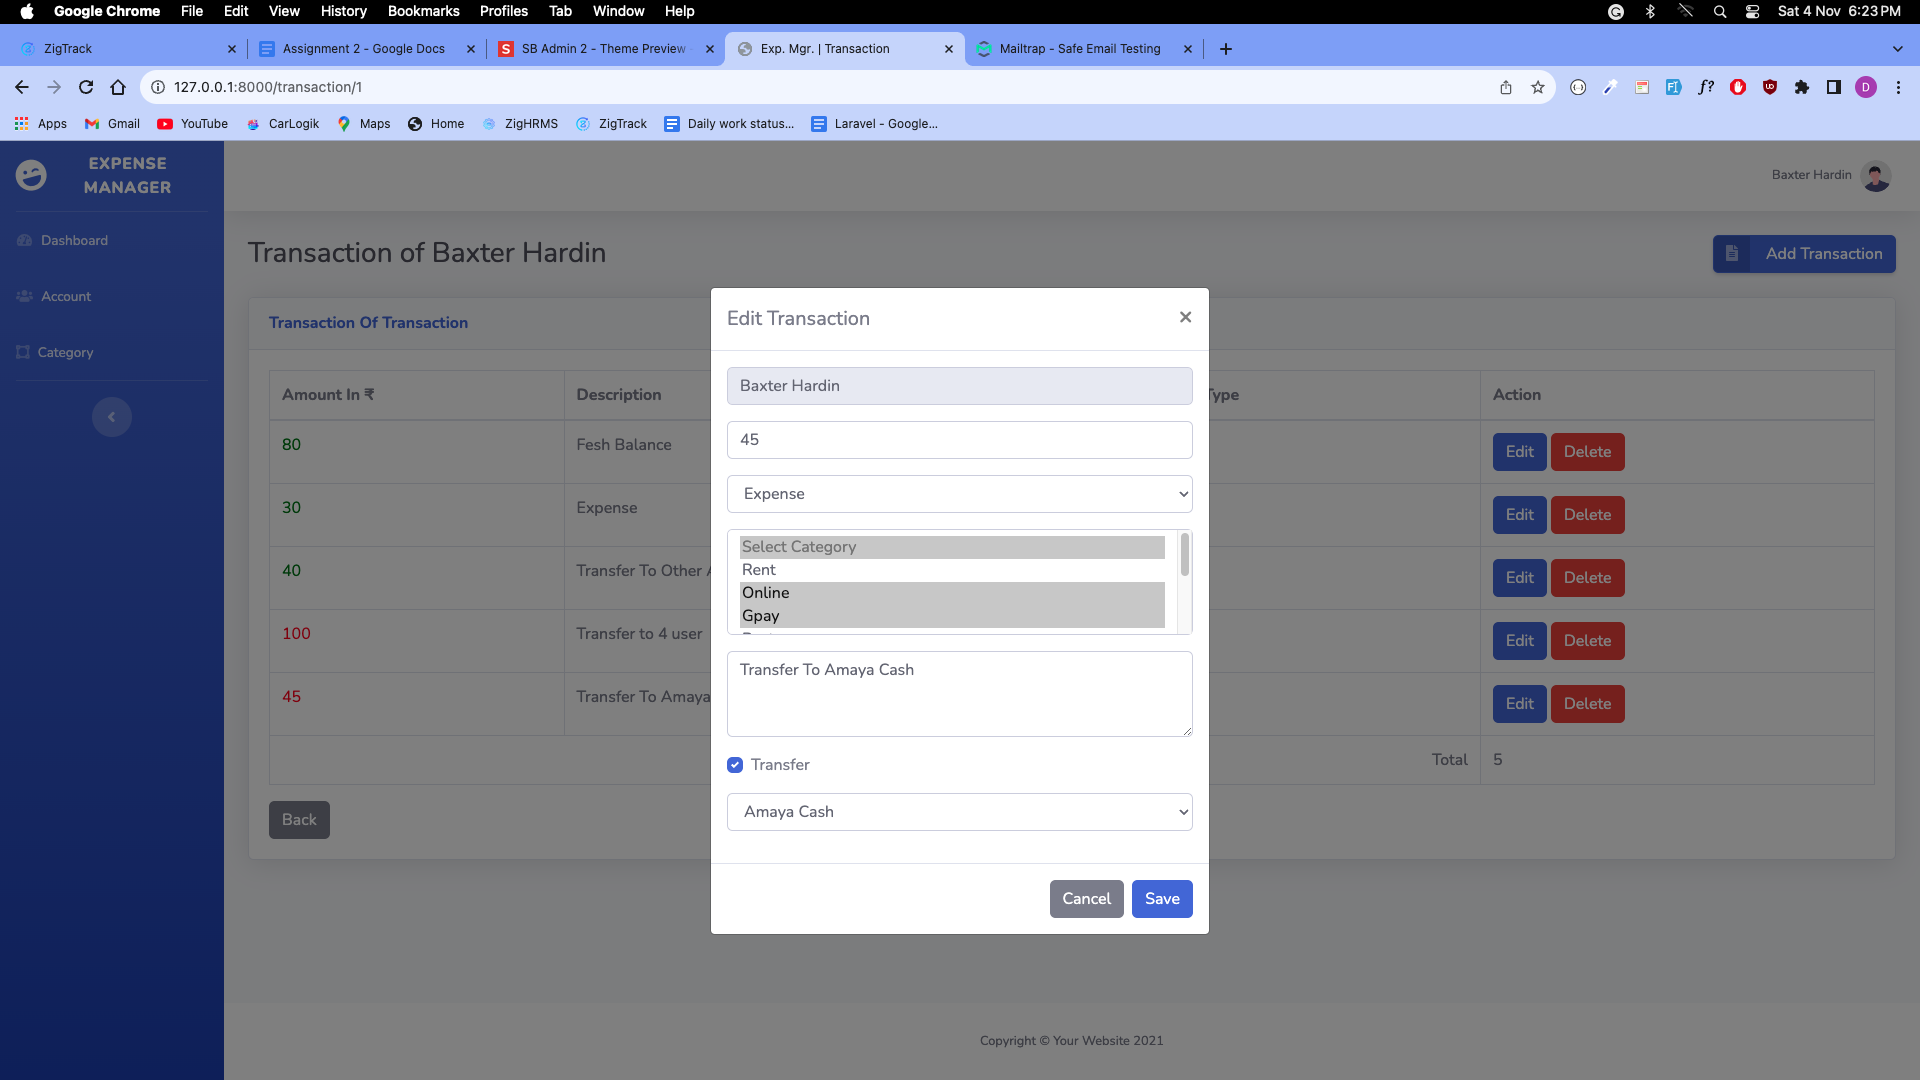 Google Chrome File Edit View History Bookmarks Profiles Tab Window Help Sat 4 Nov 6:23 PM
ZigTrack Assignment 2 - Google Docs SB Admin 2 - Theme Preview Exp. Mgr. | Transaction Mailtrap - Safe Email Testing
127.0.0.1:8000/transaction/1 D
Apps Gmail YouTube CarLogik Maps Home ZigHRMS ZigTrack Daily work status... Laravel - Google...
EXPENSE
MANAGER
Baxter Hardin
Dashboard
Account
Category
Transaction of Baxter Hardin
Add Transaction
Transaction Of Transaction
Amount In ₹ Description Type Action
80 Fesh Balance Edit Delete
30 Expense Edit Delete
40 Transfer To Other Edit Delete
100 Transfer to 4 user Edit Delete
45 Transfer To Amaya Edit Delete
Total 5
Back
Edit Transaction ×
Baxter Hardin
45
Expense
Select Category
Rent
Online
Gpay
Transfer To Amaya Cash
Transfer
Amaya Cash
Cancel Save
Copyright © Your Website 2021